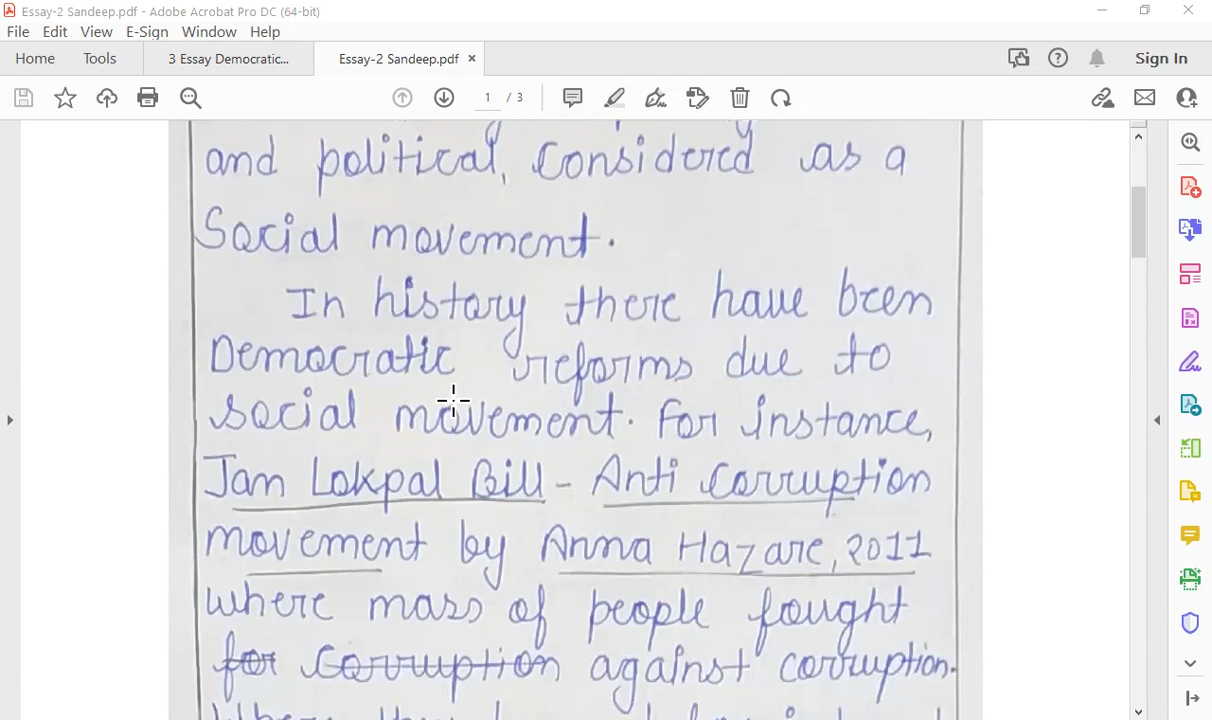 Essay-2 Sandeep.pdf - Adobe Acrobat Pro DC (64-bit)
File Edit View E-Sign Window Help
Home Tools 3 Essay Democratic... Essay-2 Sandeep.pdf × Sign In
1 / 3
and political, Considered as a
Social movement.
In history there have been
Democratic reforms due to
social movement. For instance,
Jan Lokpal Bill - Anti Corruption
movement by Anna Hazare, 2011
where mass of people fought
for Corruption against corruption.